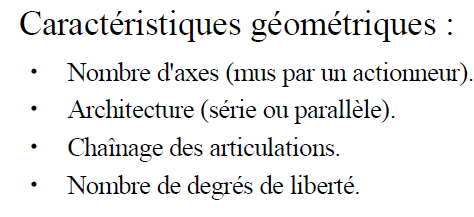 Caractéristiques géométriques :
• Nombre d'axes (mus par un actionneur).
• Architecture (série ou parallèle).
• Chaînage des articulations.
• Nombre de degrés de liberté.